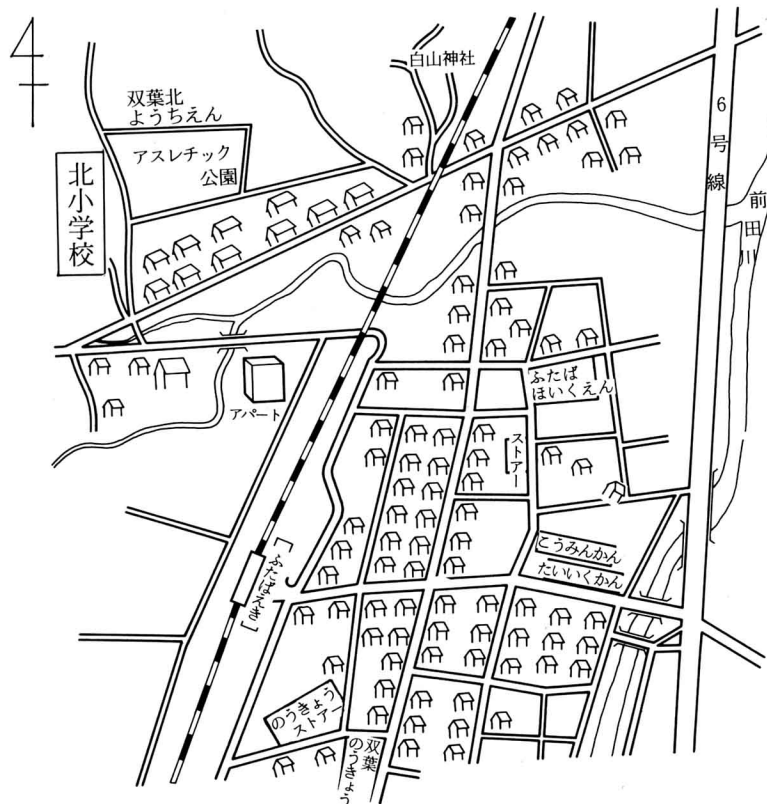 白山神社
双葉北
ようちえん
アスレチック
公園
北小学校
6号線
前田川
アパート
ふたば
ほいくえん
ストアー
こうみんかん
たいいくかん
ふたばえき
のうきょう
ストアー
双葉
のうきょう